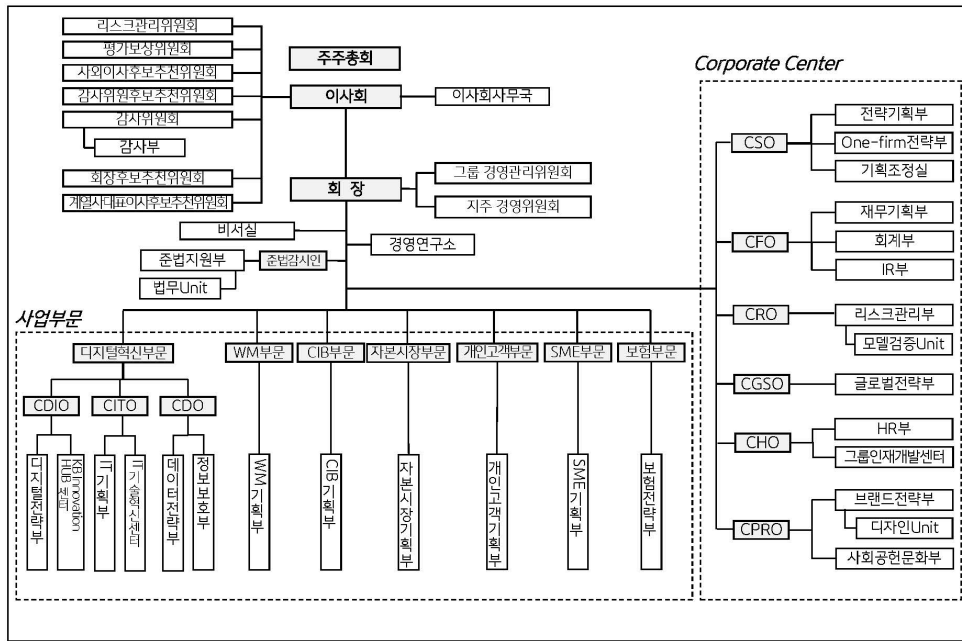 리스크관리위원회
평가보상위원회
사외이사후보추천위원회
감사위원후보추천위원회
감사위원회
감사부
회장후보추천위원회
계열사대표이사후보추천위원회
주주총회
이사회
이사회사무국
회 장
그룹 경영관리위원회
지주 경영위원회
비서실
경영연구소
준법지원부
준법감시인
법무Unit
사업부문
디지털혁신부문
WM부문
CIB부문
자본시장부문
개인고객부문
SME부문
보험부문
CDIO
CITO
CDO
디지털전략부
KB Innovation
HUB센터
IT기획부
IT기술혁신센터
데이터전략부
정보보호부
WM기획부
CIB기획부
자본시장기획부
개인고객기획부
SME기획부
보험전략부
Corporate Center
CSO
전략기획부
One-firm전략부
기획조정실
CFO
재무기획부
회계부
IR부
CRO
리스크관리부
모델검증Unit
CGSO
글로벌전략부
CHO
HR부
그룹인재개발센터
CPRO
브랜드전략부
디자인Unit
사회공헌문화부